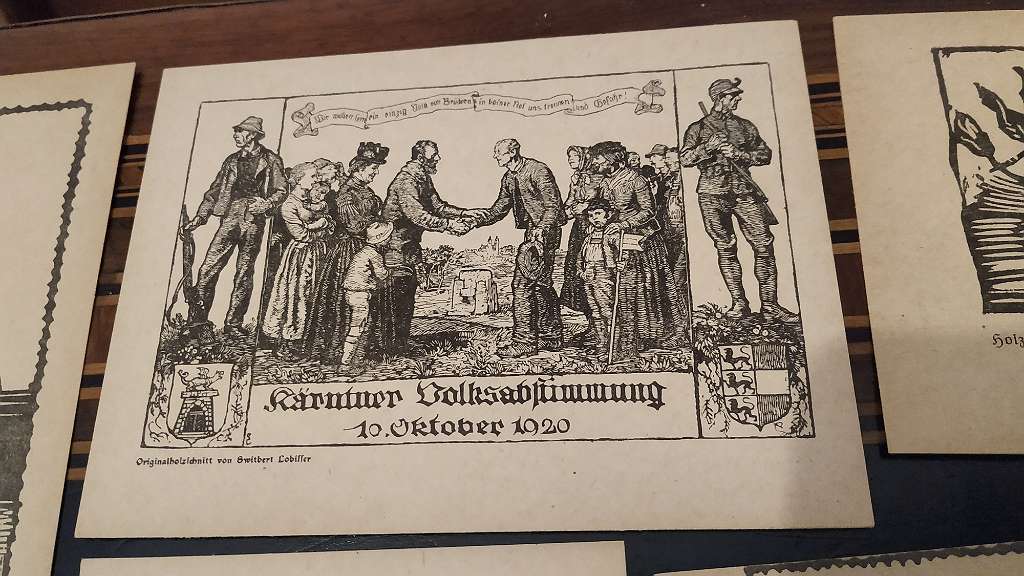 Wir wollen sein ein einzig Volk von Brüdern, in keiner Not uns trennen und Gefahr!
Kärntner Volksabstimmung
10. Oktober 1920
Originalholzschnitt von Switbert Lobisser
Holz